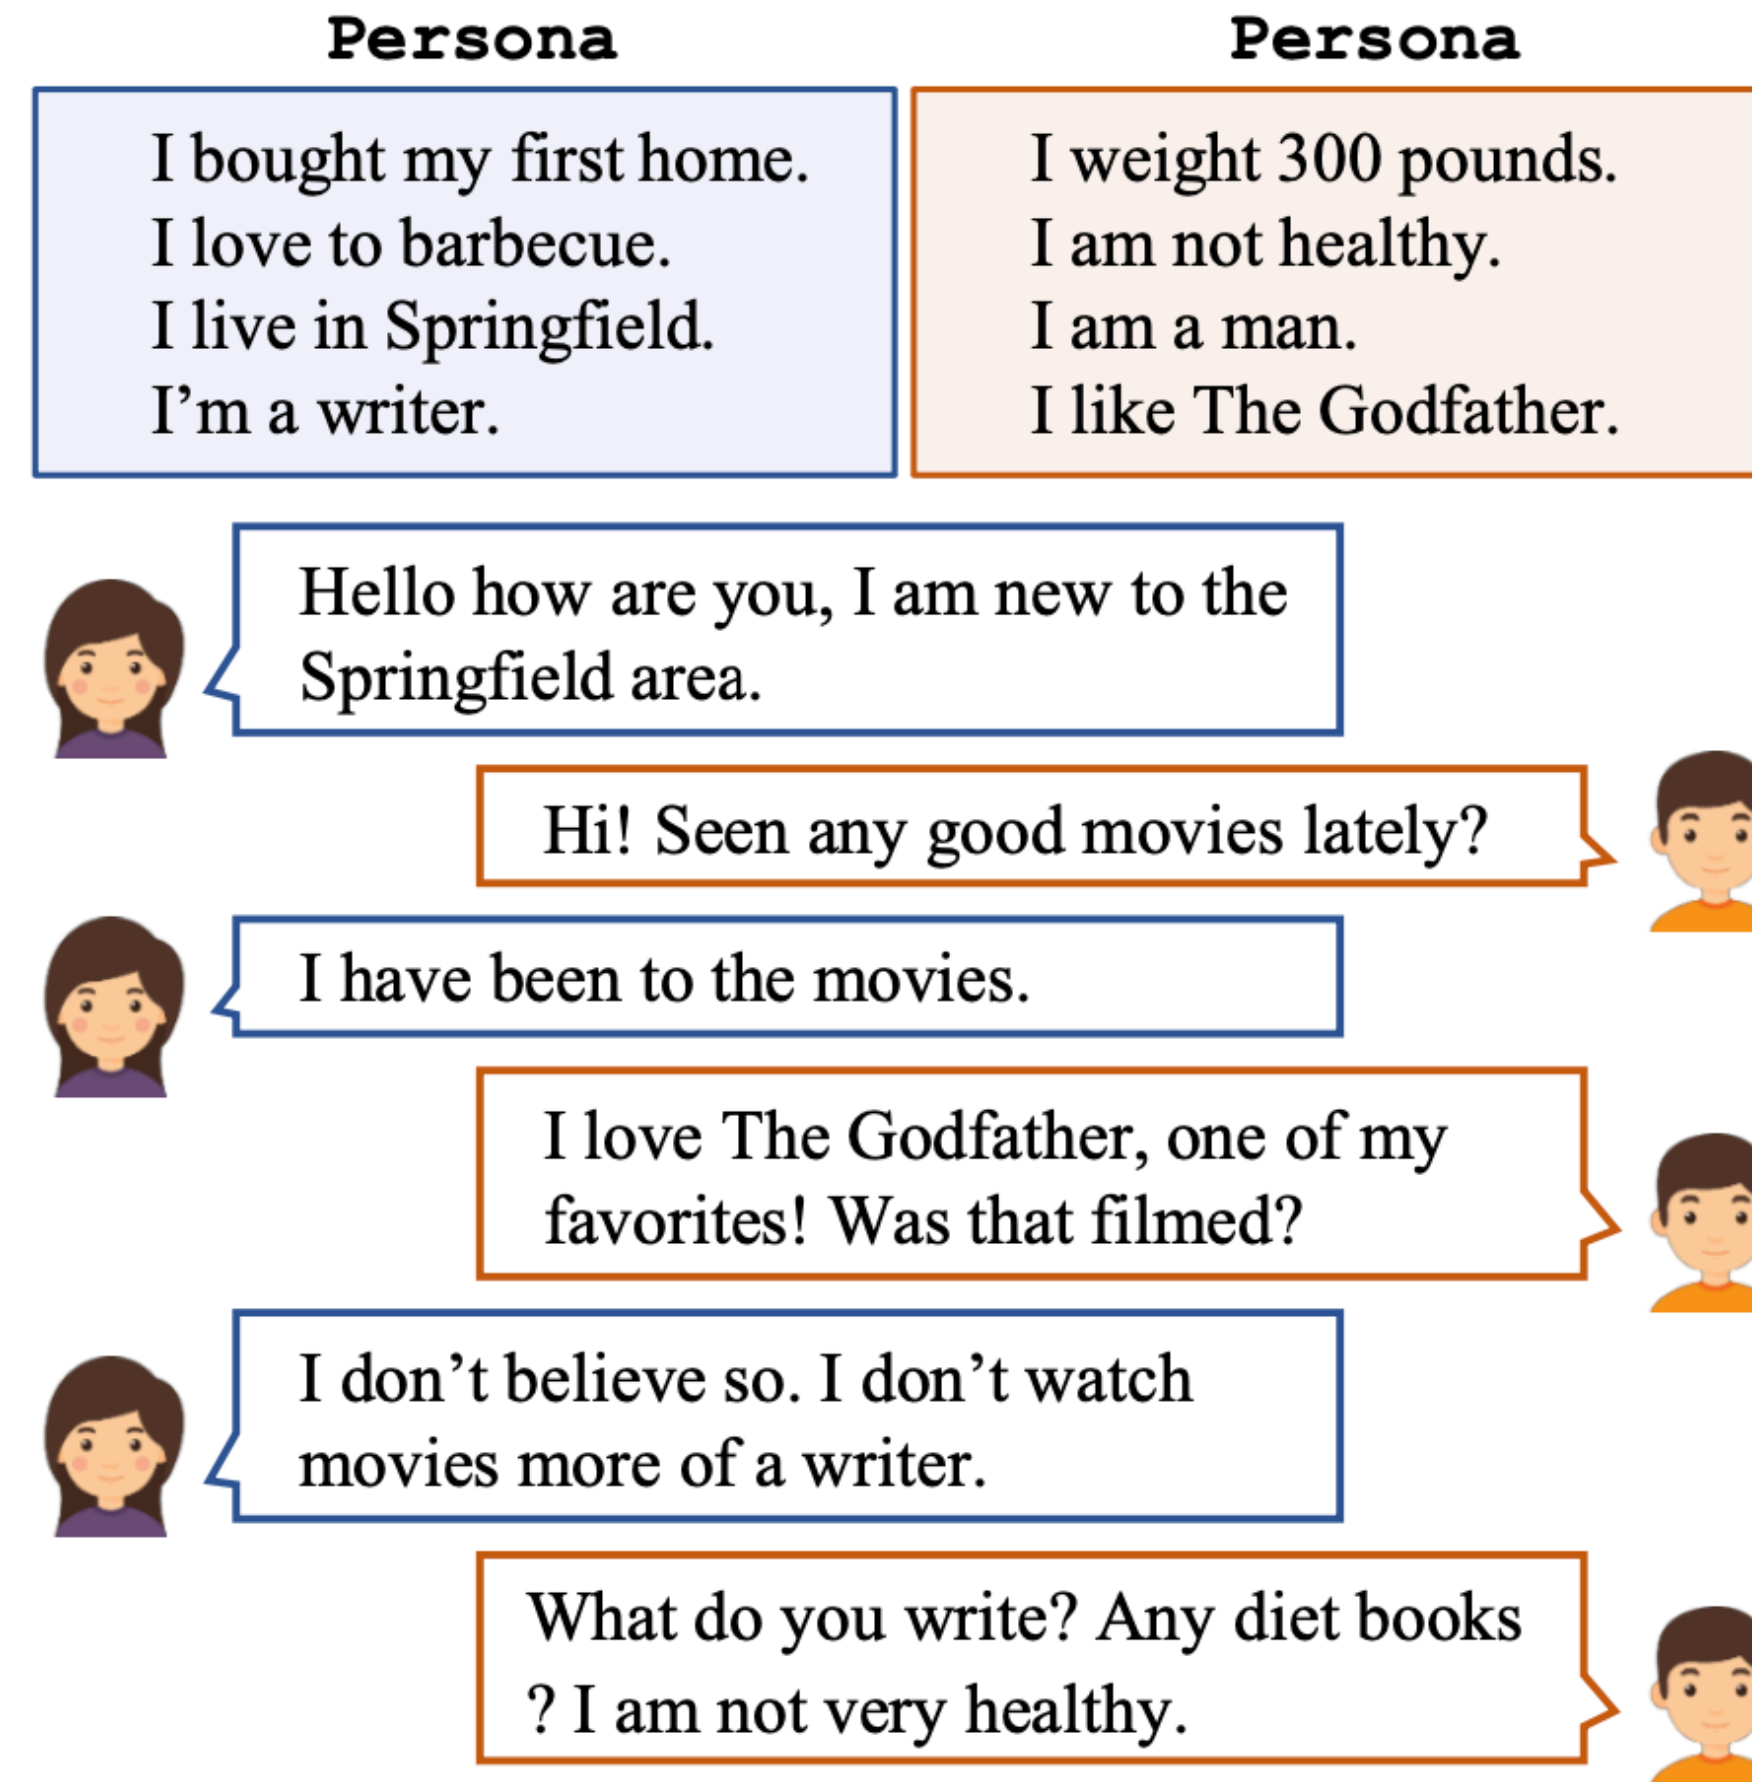 Persona
Persona
I bought my first home.
I love to barbecue.
I live in Springfield.
I’m a writer.
I weight 300 pounds.
I am not healthy.
I am a man.
I like The Godfather.
Hello how are you, I am new to the
Springfield area.
Hi! Seen any good movies lately?
I have been to the movies.
I love The Godfather, one of my
favorites! Was that filmed?
I don’t believe so. I don’t watch
movies more of a writer.
What do you write? Any diet books
? I am not very healthy.